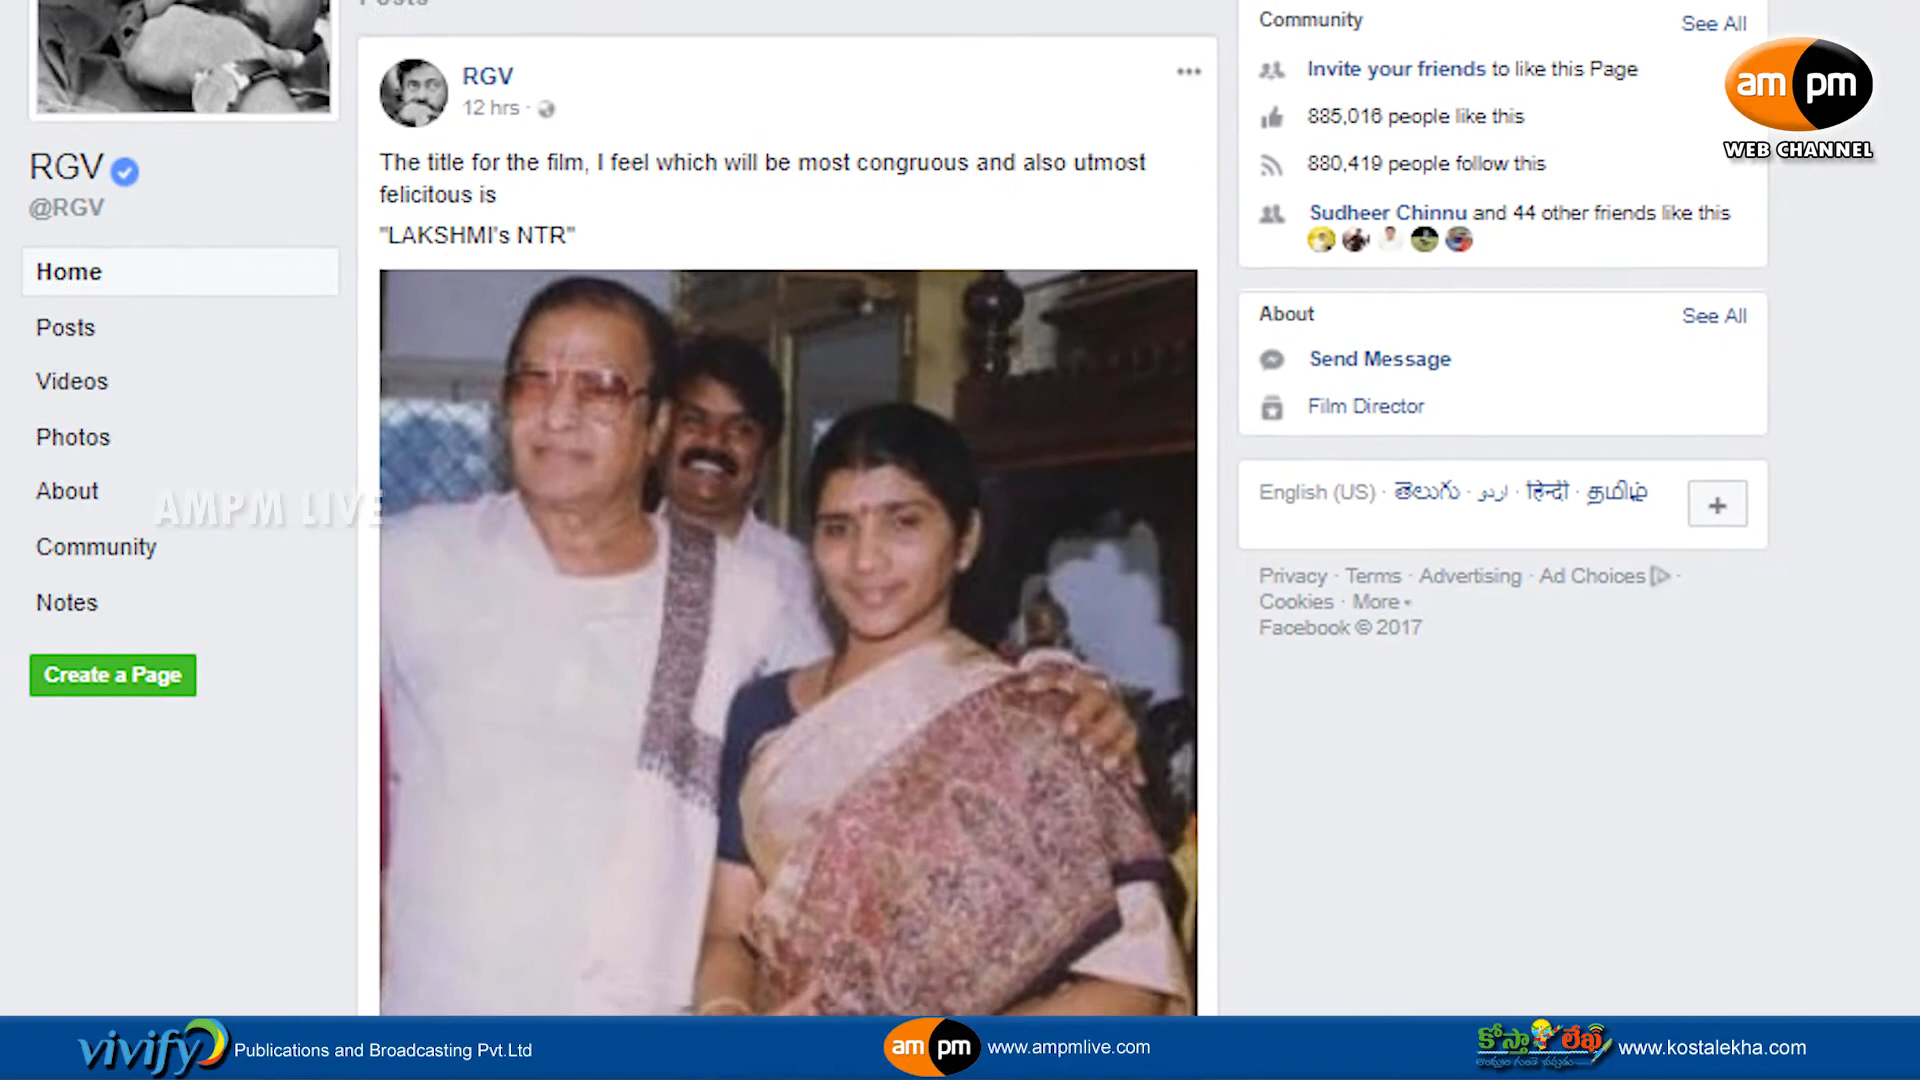 Posts
RGV
@RGV
Home
Posts
Videos
Photos
About
Community
Notes
Create a Page
RGV
12 hrs ·
The title for the film, I feel which will be most congruous and also utmost
felicitous is
"LAKSHMI's NTR"
AMPM LIVE
Community
See All
Invite your friends to like this Page
885,016 people like this
880,419 people follow this
Sudheer Chinnu and 44 other friends like this
About
See All
Send Message
Film Director
English (US) · తెలుగు · اردو · हिन्दी · தமிழ்
+
Privacy · Terms · Advertising · Ad Choices ·
Cookies · More
Facebook © 2017
am pm
WEB CHANNEL
vivify Publications and Broadcasting Pvt.Ltd
am pm www.ampmlive.com
కోస్తా లేఖ www.kostalekha.com